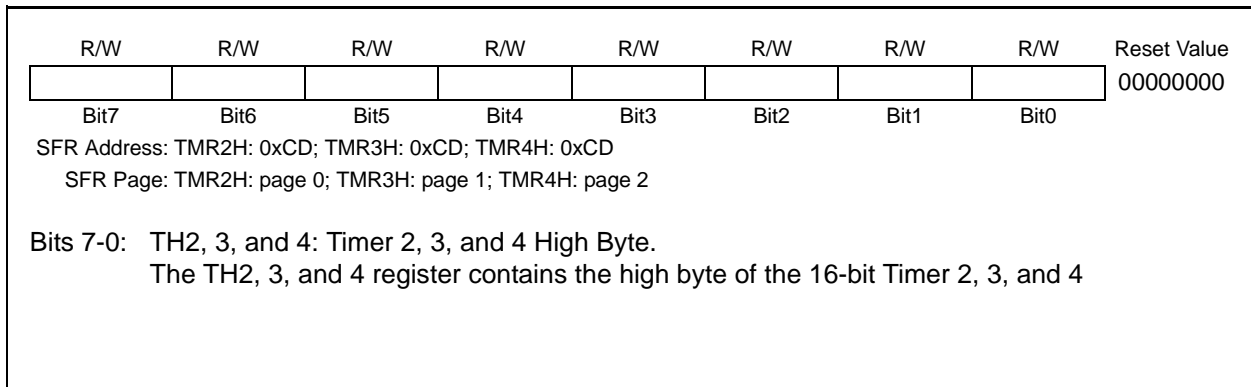 R/W R/W R/W R/W R/W R/W R/W R/W Reset Value
00000000
Bit7 Bit6 Bit5 Bit4 Bit3 Bit2 Bit1 Bit0
SFR Address: TMR2H: 0xCD; TMR3H: 0xCD; TMR4H: 0xCD
SFR Page: TMR2H: page 0; TMR3H: page 1; TMR4H: page 2
Bits 7-0: TH2, 3, and 4: Timer 2, 3, and 4 High Byte.
The TH2, 3, and 4 register contains the high byte of the 16-bit Timer 2, 3, and 4